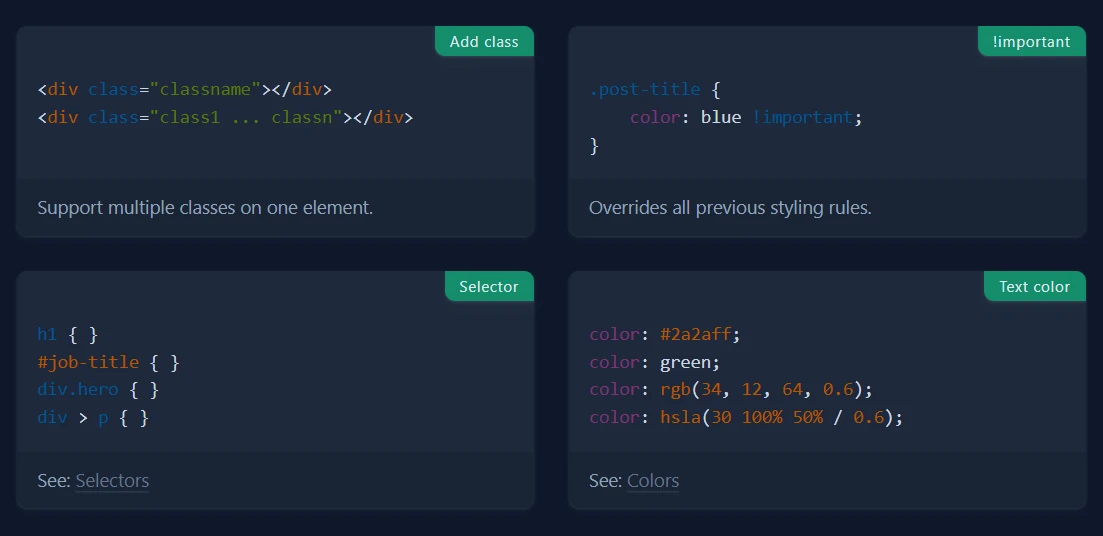 Add class
<div class="classname"></div>
<div class="class1 ... classn"></div>
Support multiple classes on one element.
!important
.post-title {
    color: blue !important;
}
Overrides all previous styling rules.
Selector
h1 { }
#job-title { }
div.hero { }
div > p { }
See: Selectors
Text color
color: #2a2aff;
color: green;
color: rgb(34, 12, 64, 0.6);
color: hsla(30 100% 50% / 0.6);
See: Colors